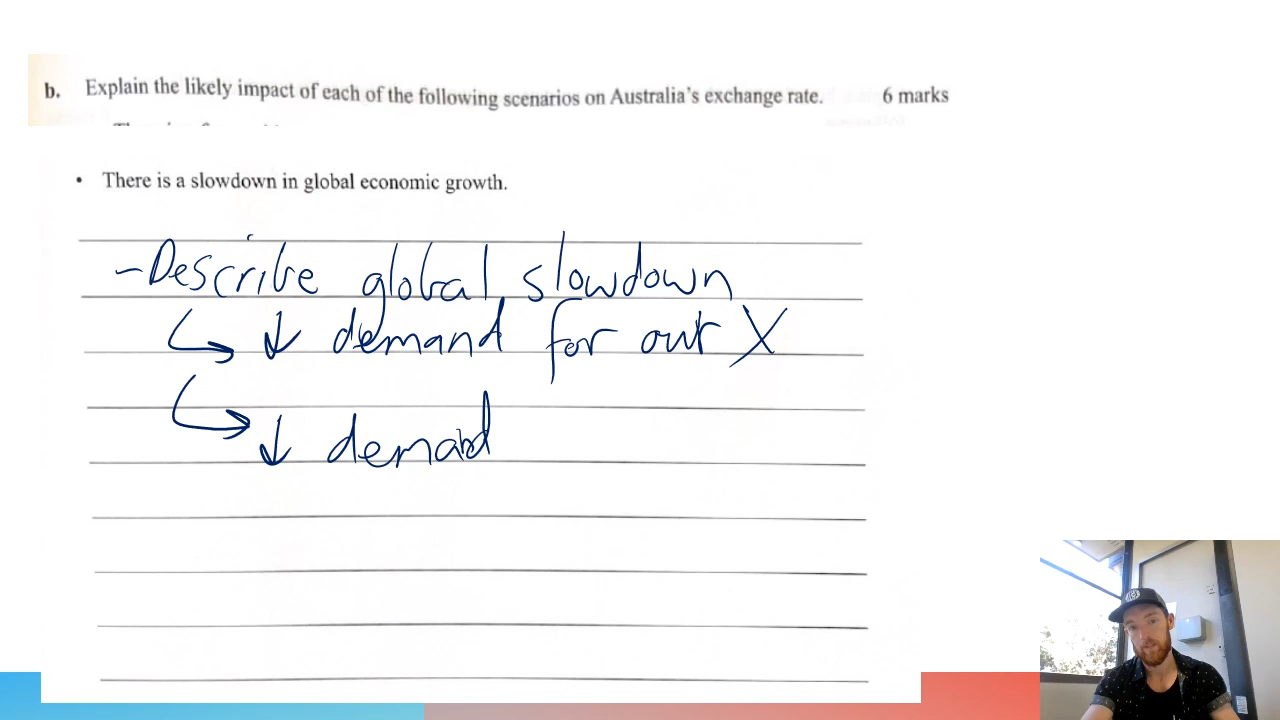 b. Explain the likely impact of each of the following scenarios on Australia's exchange rate. 6 marks
• There is a slowdown in global economic growth.
- Describe global slowdown
↳ ↓ demand for our X
↳ ↓ demand